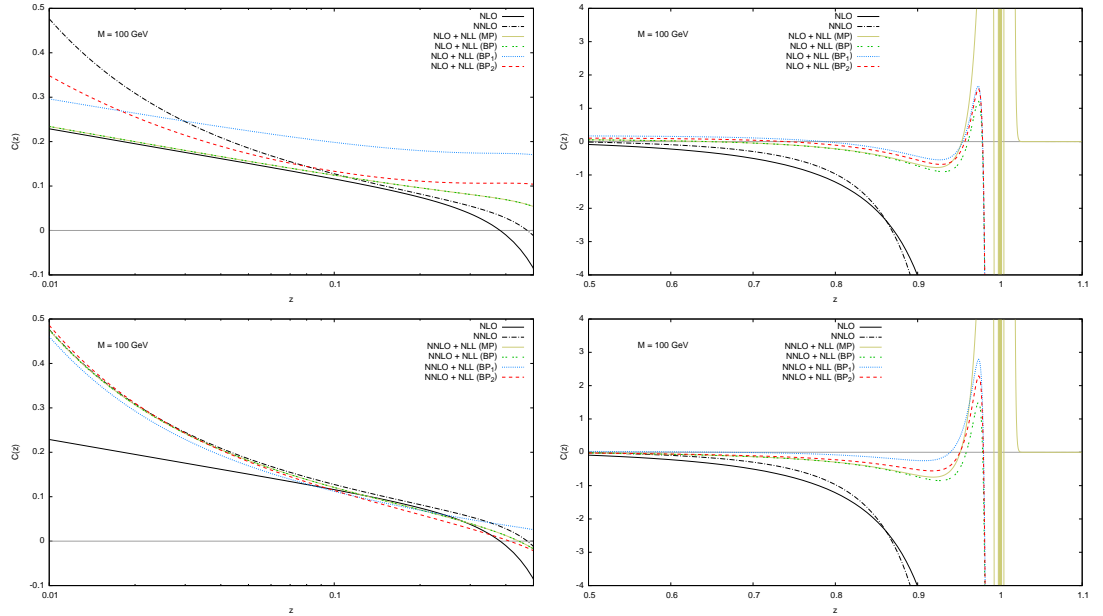 0.5
0.4
0.3
0.2
0.1
0
-0.1
C(z)
M = 100 GeV
NLO
NNLO
NLO + NLL (MP)
NLO + NLL (BP)
NLO + NLL (BP₁)
NLO + NLL (BP₂)
0.01
0.1
z
4
3
2
1
0
-1
-2
-3
-4
C(z)
M = 100 GeV
NLO
NNLO
NLO + NLL (MP)
NLO + NLL (BP)
NLO + NLL (BP₁)
NLO + NLL (BP₂)
0.5
0.6
0.7
0.8
0.9
1
1.1
z
0.5
0.4
0.3
0.2
0.1
0
-0.1
C(z)
M = 100 GeV
NLO
NNLO
NNLO + NLL (MP)
NNLO + NLL (BP)
NNLO + NLL (BP₁)
NNLO + NLL (BP₂)
0.01
0.1
z
4
3
2
1
0
-1
-2
-3
-4
C(z)
M = 100 GeV
NLO
NNLO
NNLO + NLL (MP)
NNLO + NLL (BP)
NNLO + NLL (BP₁)
NNLO + NLL (BP₂)
0.5
0.6
0.7
0.8
0.9
1
1.1
z